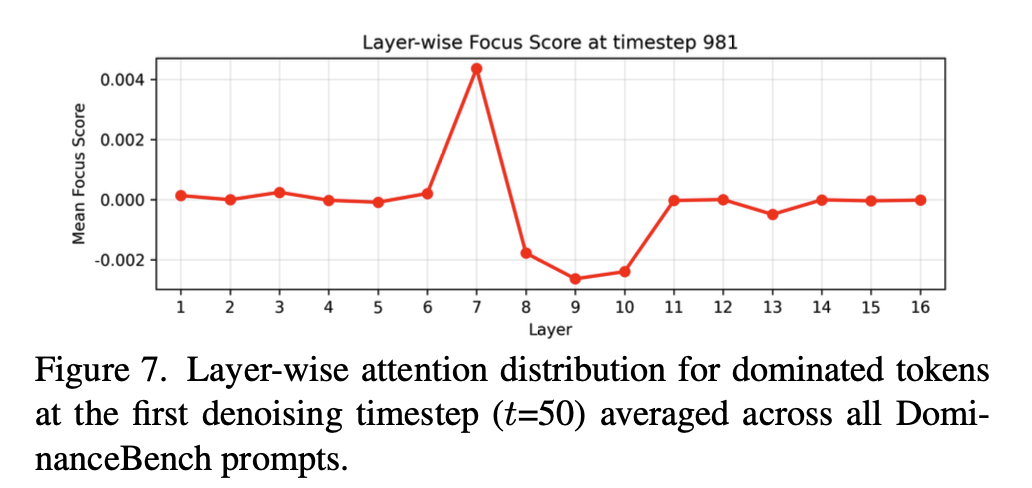 Layer-wise Focus Score at timestep 981
Mean Focus Score
0.004
0.002
0.000
-0.002
1 2 3 4 5 6 7 8 9 10 11 12 13 14 15 16
Layer
Figure 7. Layer-wise attention distribution for dominated tokens
at the first denoising timestep (t=50) averaged across all Domi-
nanceBench prompts.